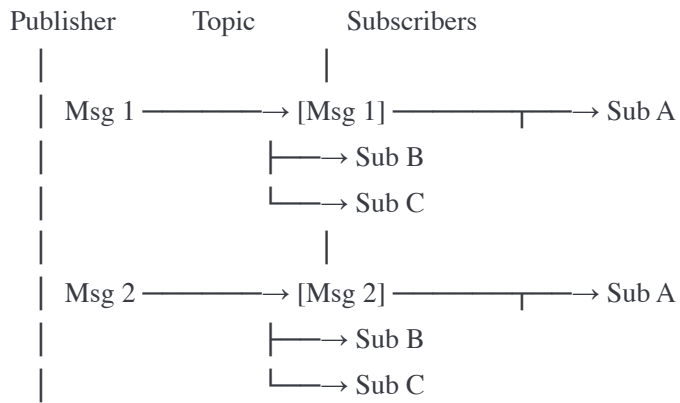 Publisher Topic Subscribers
Msg 1 → [Msg 1] → Sub A
→ Sub B
→ Sub C
Msg 2 → [Msg 2] → Sub A
→ Sub B
→ Sub C